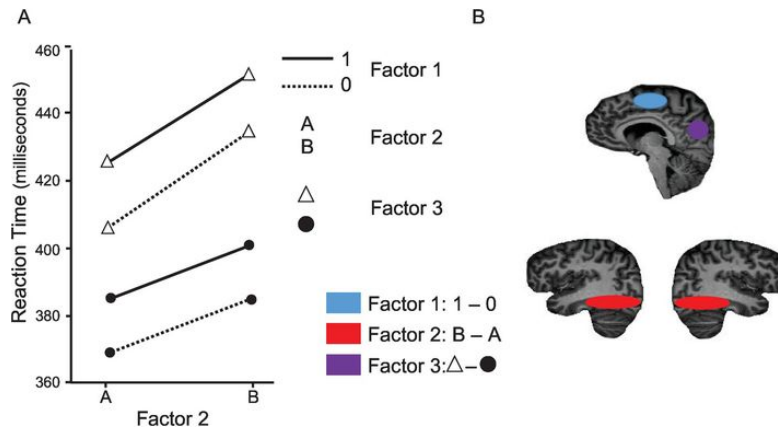 A
B
460
440
420
400
380
360
Reaction Time (milliseconds)
A
B
Factor 2
1
0
Factor 1
A
B
Factor 2
Factor 3
Factor 1: 1 – 0
Factor 2: B – A
Factor 3:△–●